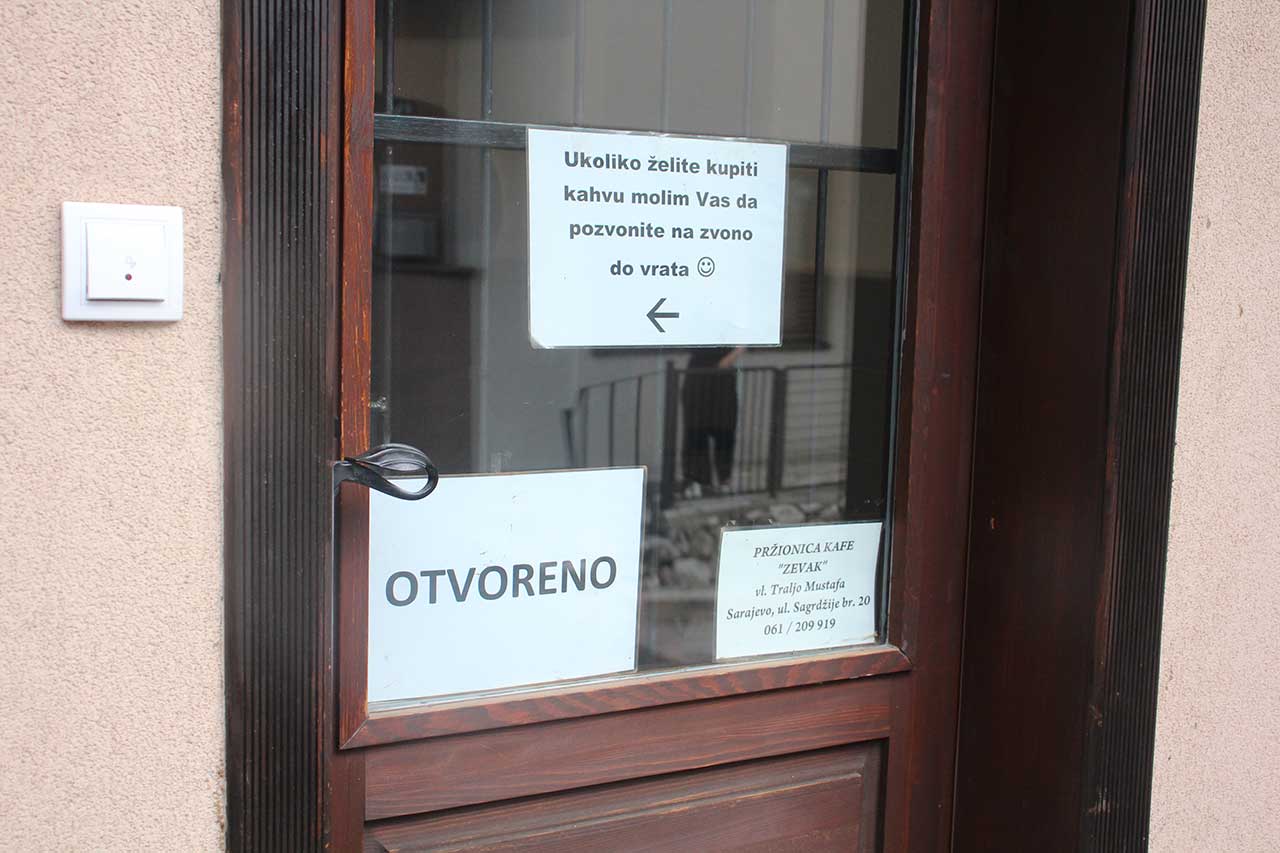 Ukoliko želite kupiti
kahvu molim Vas da
pozvonite na zvono
do vrata ☺
←
OTVORENO
PRŽIONICA KAFE
"ZEVAK"
vl. Traljo Mustafa
Sarajevo, ul. Sagrdžije br. 20
061 / 209 919